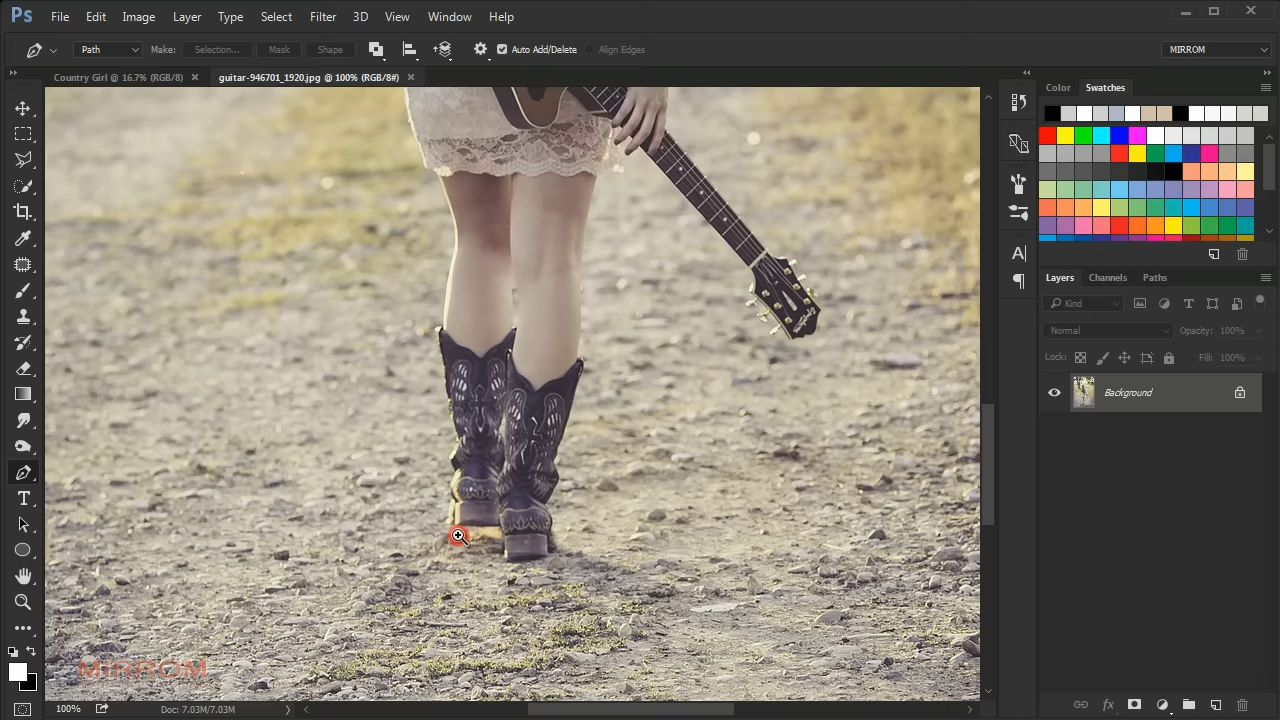 Ps File Edit Image Layer Type Select Filter 3D View Window Help
Path Make: Selection... Mask Shape Auto Add/Delete Align Edges MIRROM
Country Girl @ 16.7% (RGB/8) guitar-946701_1920.jpg @ 100% (RGB/8#)
Color Swatches
Layers Channels Paths
Kind
Normal Opacity: 100%
Lock: Fill: 100%
Background
MIRROM
100% Doc: 7.03M/7.03M